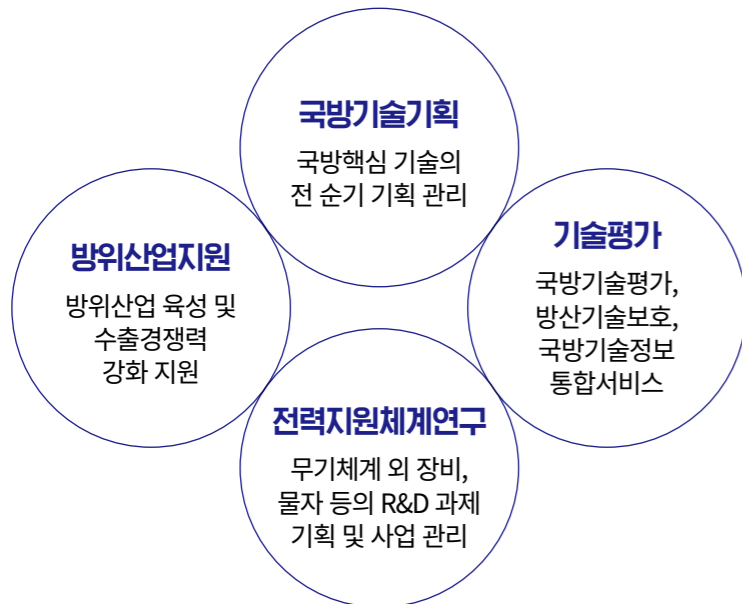 국방기술기획
국방핵심 기술의
전 순기 기획 관리
방위산업지원
방위산업 육성 및
수출경쟁력
강화 지원
기술평가
국방기술평가,
방산기술보호,
국방기술정보
통합서비스
전력지원체계연구
무기체계 외 장비,
물자 등의 R&D 과제
기획 및 사업 관리